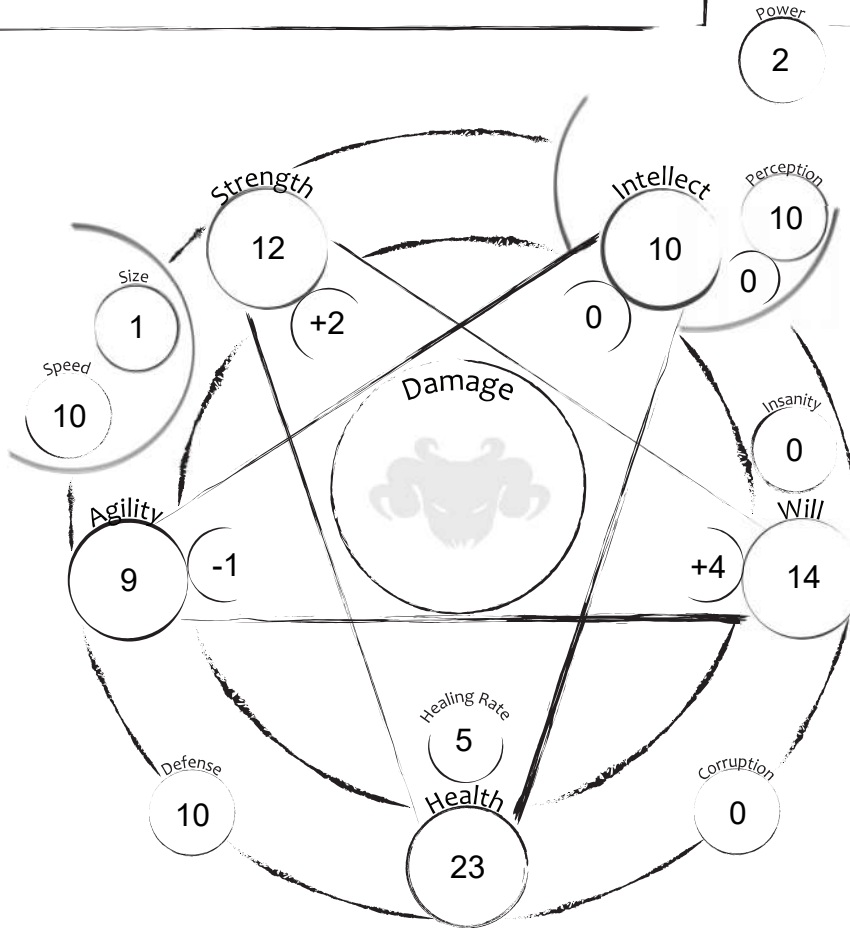 Power
2
Strength
12
+2
Intellect
10
0
Perception
10
0
Size
1
Speed
10
Damage
Insanity
0
Agility
9
-1
Will
14
+4
Healing Rate
5
Health
23
Defense
10
Corruption
0